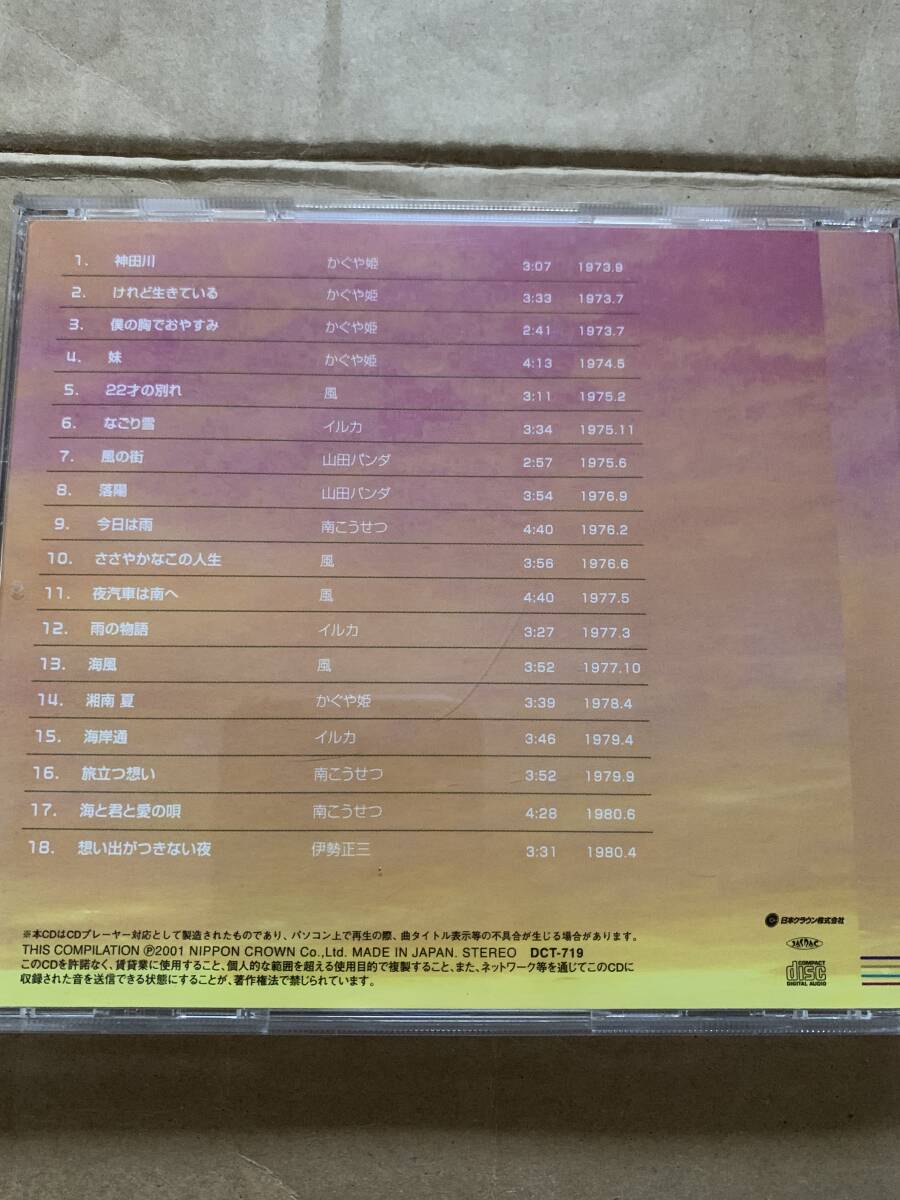 1. 神田川 かぐや姫 3:07 1973.9
2. けれど生きている かぐや姫 3:33 1973.7
3. 僕の胸でおやすみ かぐや姫 2:41 1973.7
4. 妹 かぐや姫 4:13 1974.5
5. 22才の別れ 風 3:11 1975.2
6. なごり雪 イルカ 3:34 1975.11
7. 風の街 山田パンダ 2:57 1975.6
8. 落陽 山田パンダ 3:54 1976.9
9. 今日は雨 南こうせつ 4:40 1976.2
10. ささやかなこの人生 風 3:56 1976.6
11. 夜汽車は南へ 風 4:40 1977.5
12. 雨の物語 イルカ 3:27 1977.3
13. 海風 風 3:52 1977.10
14. 湘南 夏 かぐや姫 3:39 1978.4
15. 海岸通 イルカ 3:46 1979.4
16. 旅立つ想い 南こうせつ 3:52 1979.9
17. 海と君と愛の唄 南こうせつ 4:28 1980.6
18. 想い出がつきない夜 伊勢正三 3:31 1980.4
日本クラウン株式会社
※本CDはCDプレーヤー対応として製造されたものであり、パソコン上で再生の際、曲タイトル表示等の不具合が生じる場合があります。
THIS COMPILATION Ⓟ2001 NIPPON CROWN Co.,Ltd. MADE IN JAPAN. STEREO DCT-719
このCDを許諾なく、賃貸業に使用すること、個人的な範囲を超える使用目的で複製すること、また、ネットワーク等を通じてこのCDに
収録された音を送信できる状態にすることが、著作権法で禁じられています。
JASRAC
COMPACT
disc
DIGITAL AUDIO